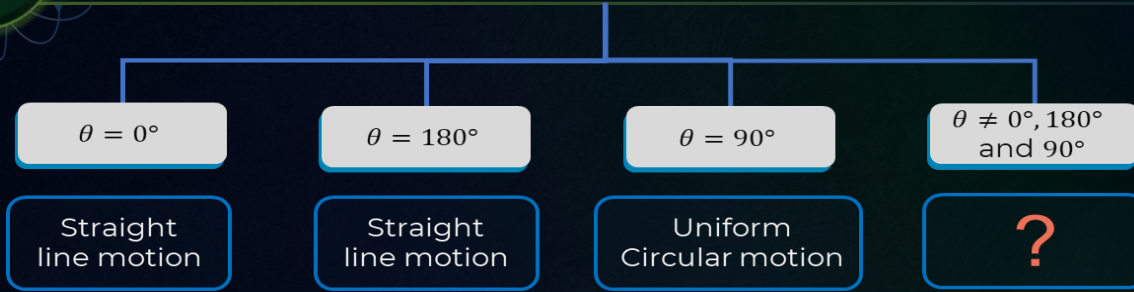 θ = 0°
θ = 180°
θ = 90°
θ ≠ 0°, 180°
and 90°
Straight
line motion
Straight
line motion
Uniform
Circular motion
?